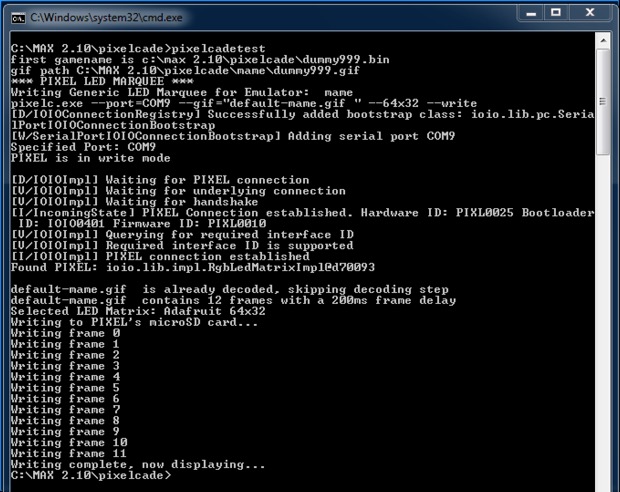 C:\Windows\system32\cmd.exe
C:\MAX 2.10\pixelcade>pixelcadetest
first gamename is c:\max 2.10\pixelcade\dummy999.bin
gif path C:\MAX 2.10\pixelcade\mame\dummy999.gif
*** PIXEL LED MARQUEE ***
Writing Generic LED Marquee for Emulator:  mame
pixelc.exe --port=COM9 --gif="default-mame.gif " --64x32 --write
[D/IOIOConnectionRegistry] Successfully added bootstrap class: ioio.lib.pc.Seria
lPortIOIOConnectionBootstrap
[W/SerialPortIOIOConnectionBootstrap] Adding serial port COM9
Specified Port: COM9
PIXEL is in write mode
[D/IOIOImpl] Waiting for PIXEL connection
[V/IOIOImpl] Waiting for underlying connection
[V/IOIOImpl] Waiting for handshake
[I/IncomingState] PIXEL Connection established. Hardware ID: PIXL0025 Bootloader
 ID: IOIO0401 Firmware ID: PIXL0010
[V/IOIOImpl] Querying for required interface ID
[V/IOIOImpl] Required interface ID is supported
[I/IOIOImpl] PIXEL connection established
Found PIXEL: ioio.lib.impl.RgbLedMatrixImpl@d70093
default-mame.gif  is already decoded, skipping decoding step
default-mame.gif  contains 12 frames with a 200ms frame delay
Selected LED Matrix: Adafruit 64x32
Writing to PIXEL's microSD card...
Writing frame 0
Writing frame 1
Writing frame 2
Writing frame 3
Writing frame 4
Writing frame 5
Writing frame 6
Writing frame 7
Writing frame 8
Writing frame 9
Writing frame 10
Writing frame 11
Writing complete, now displaying...
C:\MAX 2.10\pixelcade>